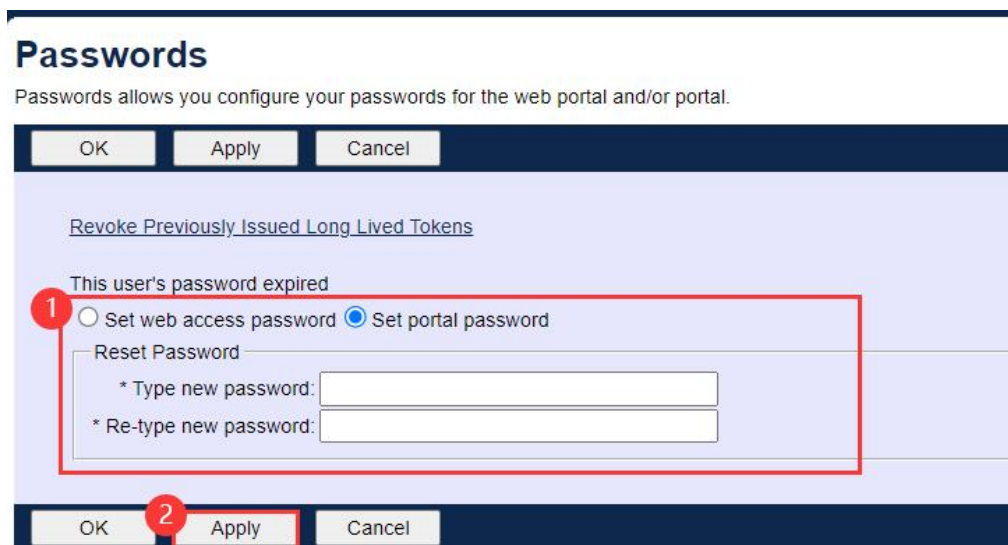 Passwords
Passwords allows you configure your passwords for the web portal and/or portal.
OK Apply Cancel
Revoke Previously Issued Long Lived Tokens
This user's password expired
1 Set web access password Set portal password
Reset Password
* Type new password:
* Re-type new password:
OK 2 Apply Cancel